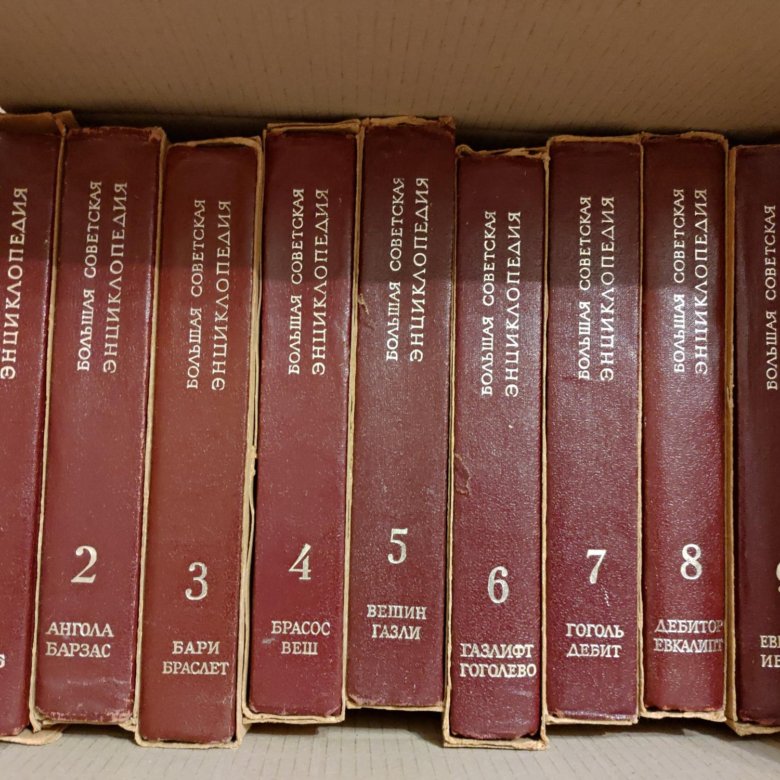 ЭНЦИКЛОПЕДИЯ
БОЛЬШАЯ СОВЕТСКАЯ
ЭНЦИКЛОПЕДИЯ
2
АНГОЛА
БАРЗАС
БОЛЬШАЯ СОВЕТСКАЯ
ЭНЦИКЛОПЕДИЯ
3
БАРИ
БРАСЛЕТ
БОЛЬШАЯ СОВЕТСКАЯ
ЭНЦИКЛОПЕДИЯ
4
БРАСОС
ВЕШ
БОЛЬШАЯ СОВЕТСКАЯ
ЭНЦИКЛОПЕДИЯ
5
ВЕШИН
ГАЗЛИ
БОЛЬШАЯ СОВЕТСКАЯ
ЭНЦИКЛОПЕДИЯ
6
ГАЗЛИФТ
ГОГОЛЕВО
БОЛЬШАЯ СОВЕТСКАЯ
ЭНЦИКЛОПЕДИЯ
7
ГОГОЛЬ
ДЕБИТ
БОЛЬШАЯ СОВЕТСКАЯ
ЭНЦИКЛОПЕДИЯ
8
ДЕБИТОР
ЕВКАЛИПТ
БОЛЬШАЯ СОВЕТСКАЯ